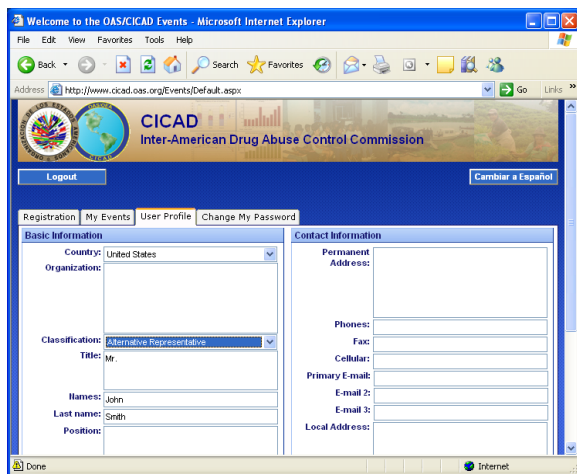 Welcome to the OAS/CICAD Events - Microsoft Internet Explorer
File Edit View Favorites Tools Help
Back Search Favorites
Address http://www.cicad.oas.org/Events/Default.aspx Go Links »
CICAD
Inter-American Drug Abuse Control Commission
Logout Cambiar a Español
Registration My Events User Profile Change My Password
Basic Information
Country: United States
Organization:
Classification: Alternative Representative
Title: Mr.
Names: John
Last name: Smith
Position:
Contact Information
Permanent
Address:
Phones:
Fax:
Cellular:
Primary E-mail:
E-mail 2:
E-mail 3:
Local Address:
Done Internet